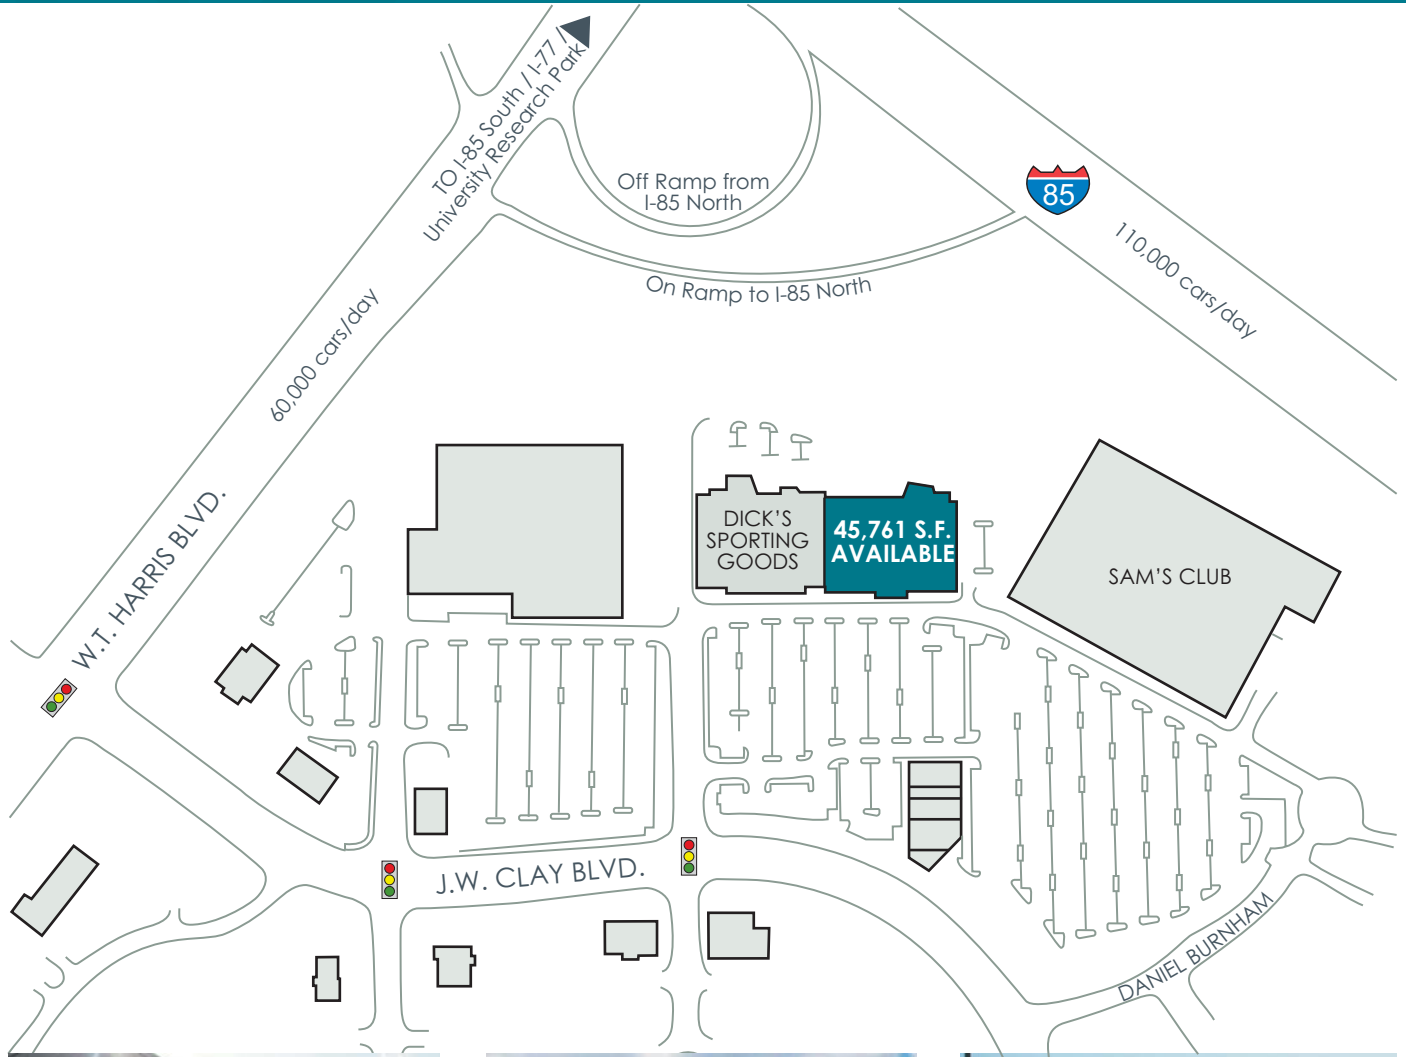 TO I-85 South / I-77 /
University Research Park
Off Ramp from
I-85 North
85
110,000 cars/day
On Ramp to I-85 North
60,000 cars/day
W.T. HARRIS BLVD.
DICK'S
SPORTING
GOODS
45,761 S.F.
AVAILABLE
SAM'S CLUB
J.W. CLAY BLVD.
DANIEL BURNHAM